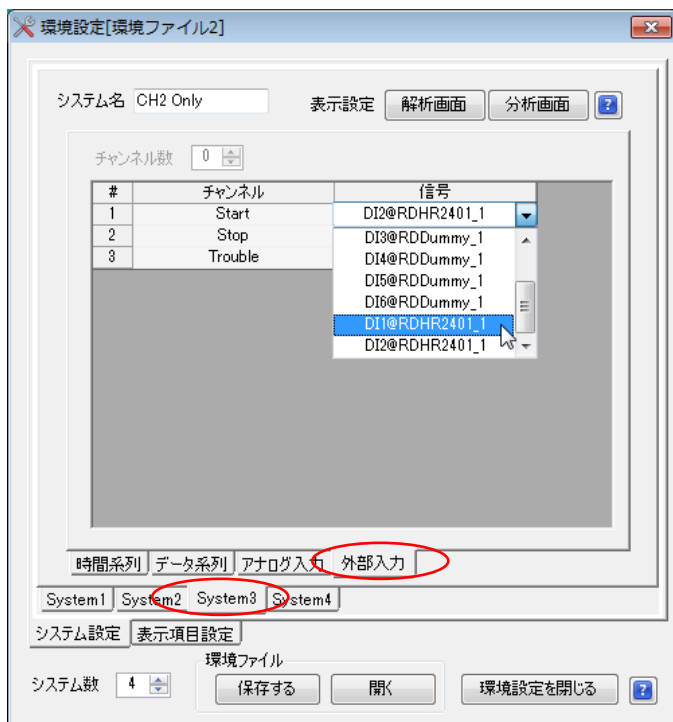 環境設定[環境ファイル2]
システム名 CH2 Only 表示設定 解析画面 分析画面 ?
チャンネル数 0
# チャンネル 信号
1 Start DI2@RDHR2401_1
2 Stop DI3@RDDummy_1
DI4@RDDummy_1
3 Trouble
DI5@RDDummy_1
DI6@RDDummy_1
DI1@RDHR2401_1
DI2@RDHR2401_1
時間系列 データ系列 アナログ入力 外部入力
System1 System2 System3 System4
システム設定 表示項目設定
環境ファイル
システム数 4 保存する 開く 環境設定を閉じる ?